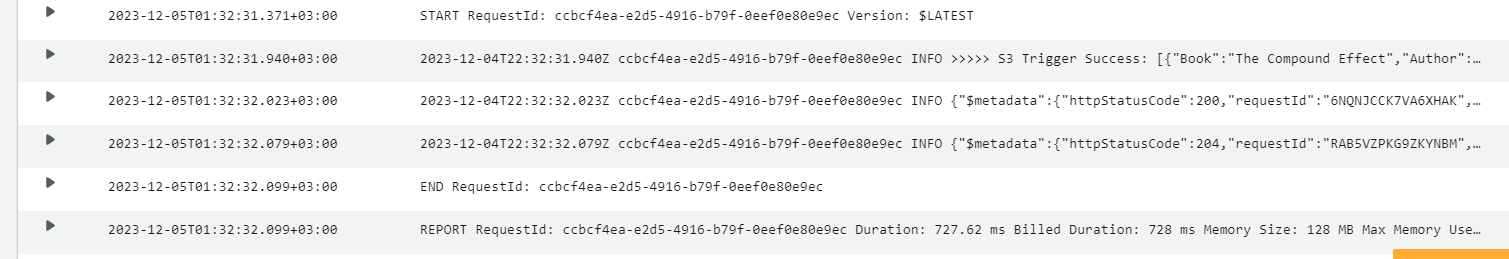 2023-12-05T01:32:31.371+03:00 START RequestId: ccbcf4ea-e2d5-4916-b79f-0eef0e80e9ec Version: $LATEST
2023-12-05T01:32:31.940+03:00 2023-12-04T22:32:31.940Z ccbcf4ea-e2d5-4916-b79f-0eef0e80e9ec INFO >>>>> S3 Trigger Success: [{"Book":"The Compound Effect","Author":…
2023-12-05T01:32:32.023+03:00 2023-12-04T22:32:32.023Z ccbcf4ea-e2d5-4916-b79f-0eef0e80e9ec INFO {"$metadata":{"httpStatusCode":200,"requestId":"6NQNJCCK7VA6XHAK",…
2023-12-05T01:32:32.079+03:00 2023-12-04T22:32:32.079Z ccbcf4ea-e2d5-4916-b79f-0eef0e80e9ec INFO {"$metadata":{"httpStatusCode":204,"requestId":"RAB5VZPKG9ZKYNBM",…
2023-12-05T01:32:32.099+03:00 END RequestId: ccbcf4ea-e2d5-4916-b79f-0eef0e80e9ec
2023-12-05T01:32:32.099+03:00 REPORT RequestId: ccbcf4ea-e2d5-4916-b79f-0eef0e80e9ec Duration: 727.62 ms Billed Duration: 728 ms Memory Size: 128 MB Max Memory Use…